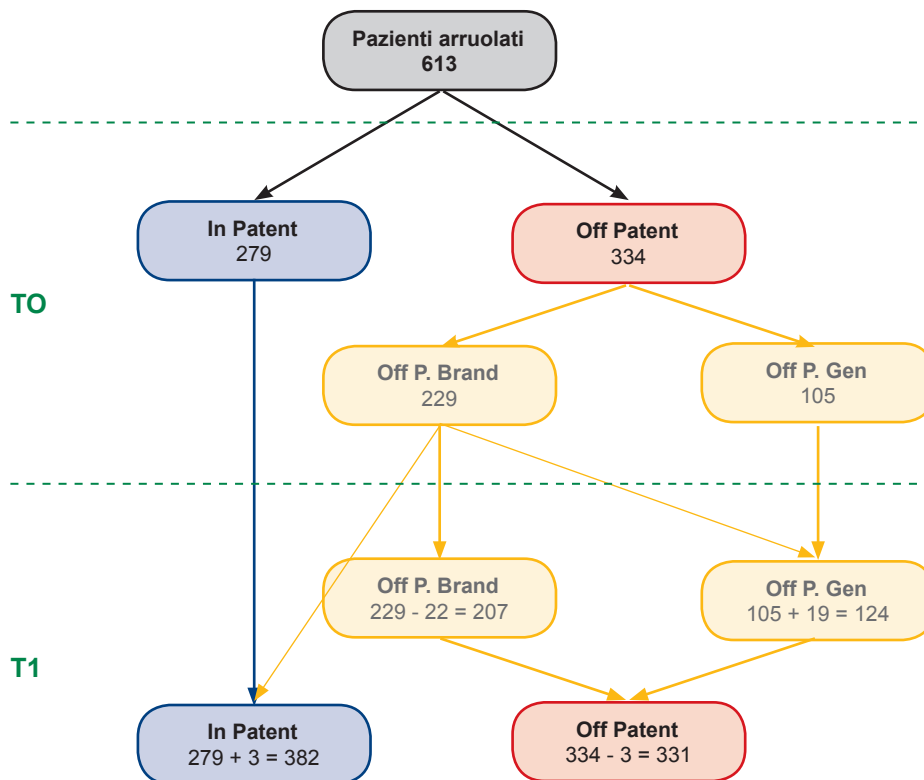 Pazienti arruolati
613
In Patent
279
Off Patent
334
TO
Off P. Brand
229
Off P. Gen
105
Off P. Brand
229 - 22 = 207
Off P. Gen
105 + 19 = 124
T1
In Patent
279 + 3 = 382
Off Patent
334 - 3 = 331